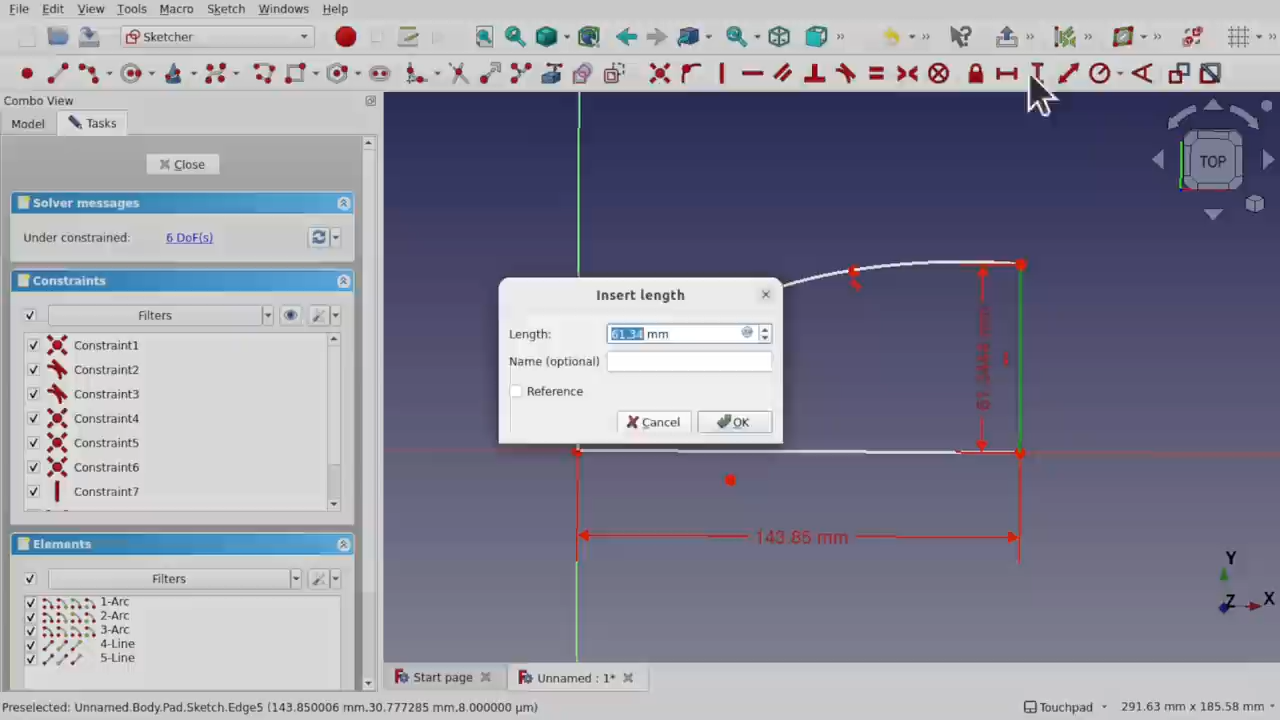 File Edit View Tools Macro Sketch Windows Help
Sketcher
Combo View
Model Tasks
Close
Solver messages
Under constrained: 6 DoF(s)
Constraints
Filters
Constraint1
Constraint2
Constraint3
Constraint4
Constraint5
Constraint6
Constraint7
Elements
Filters
1-Arc
2-Arc
3-Arc
4-Line
5-Line
TOP
Insert length
Length: 61.34 mm
Name (optional)
Reference
Cancel OK
143.85 mm
Y
Z X
Start page Unnamed : 1*
Preselected: Unnamed.Body.Pad.Sketch.Edge5 (143.850006 mm,30.777285 mm,8.000000 µm) Touchpad 291.63 mm x 185.58 mm